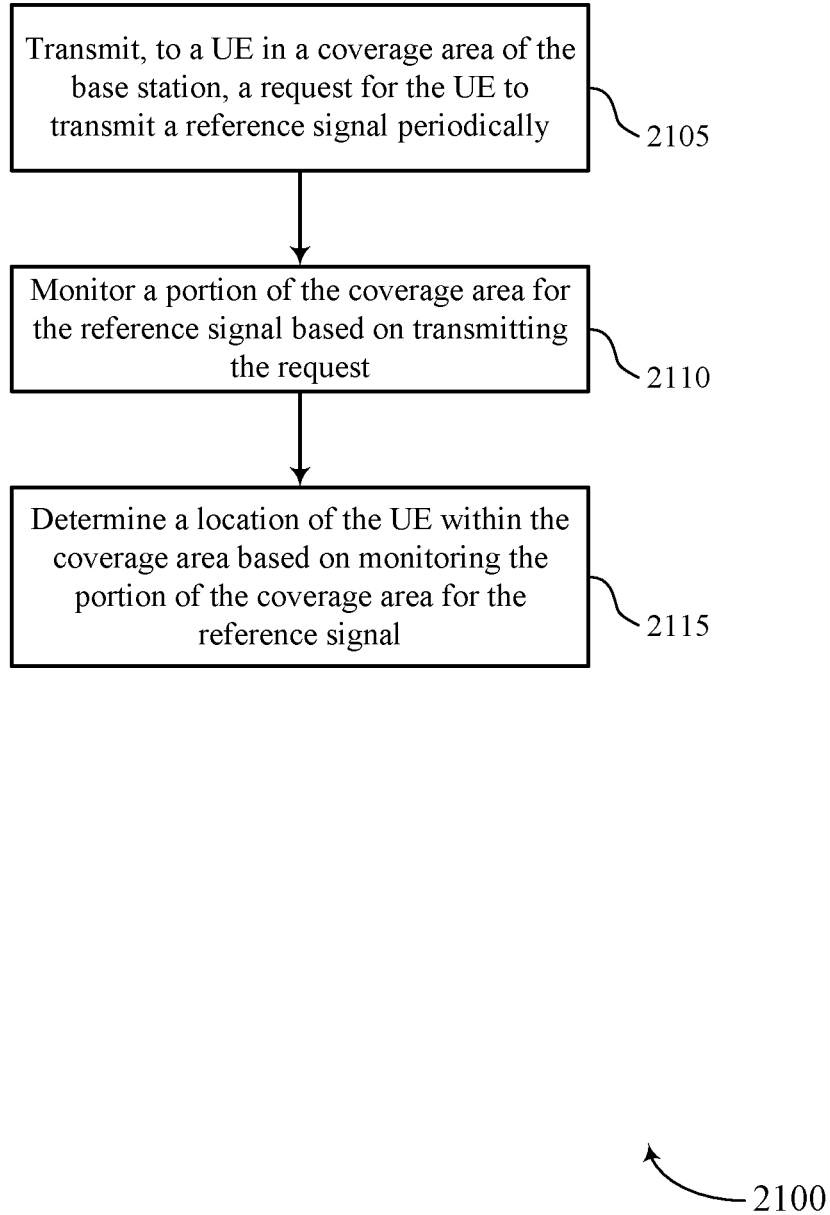 Transmit, to a UE in a coverage area of the
base station, a request for the UE to
transmit a reference signal periodically
2105
Monitor a portion of the coverage area for
the reference signal based on transmitting
the request
2110
Determine a location of the UE within the
coverage area based on monitoring the
portion of the coverage area for the
reference signal
2115
2100